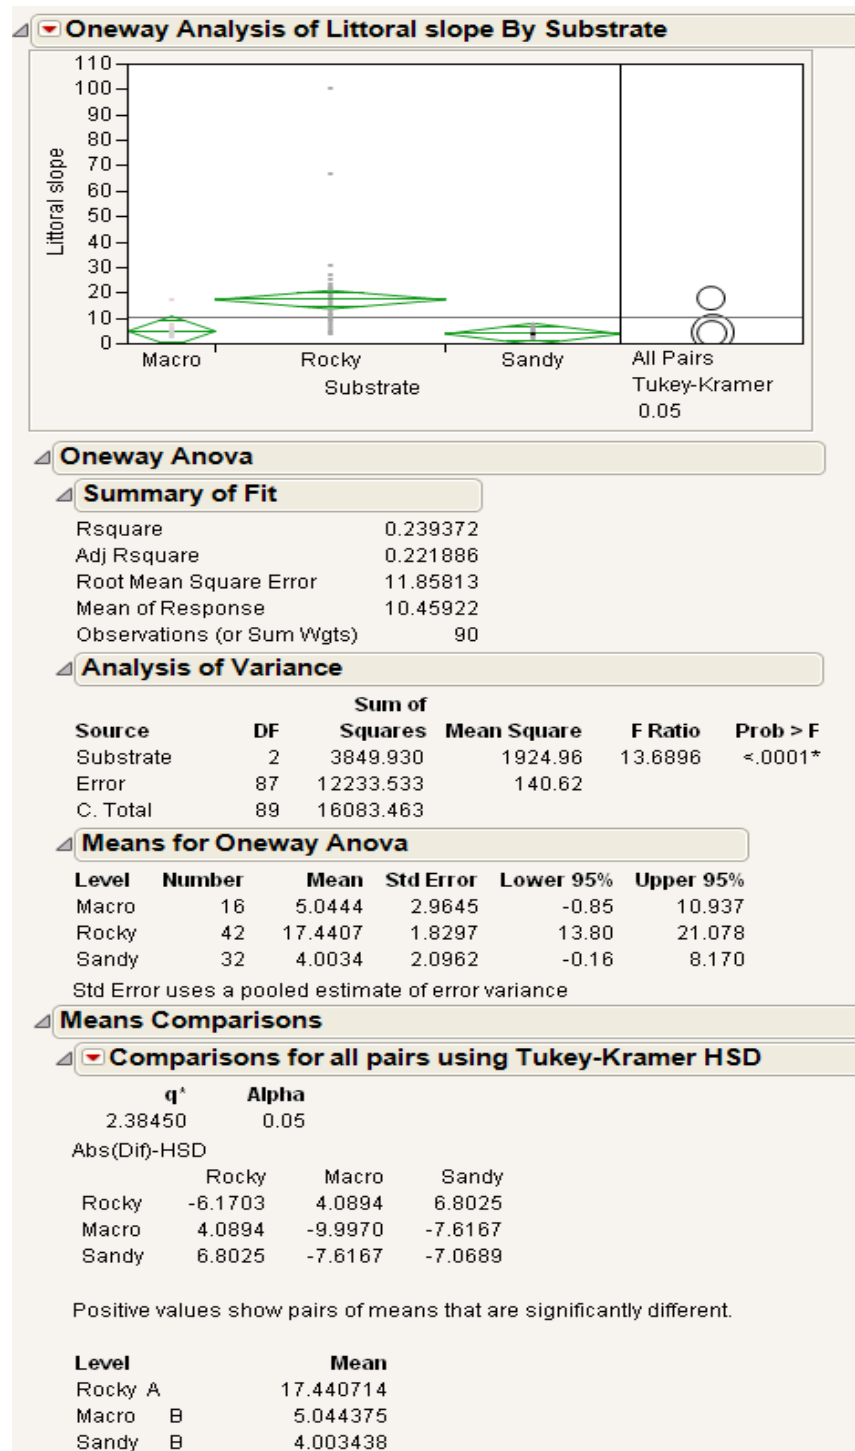 Oneway Analysis of Littoral slope By Substrate
110
100
90
80
70
60
50
40
30
20
10
0
Littoral slope
Macro Rocky Sandy All Pairs
Substrate Tukey-Kramer
0.05
Oneway Anova
Summary of Fit
Rsquare 0.239372
Adj Rsquare 0.221886
Root Mean Square Error 11.85813
Mean of Response 10.45922
Observations (or Sum Wgts) 90
Analysis of Variance
Sum of
Source DF Squares Mean Square F Ratio Prob > F
Substrate 2 3849.930 1924.96 13.6896 <.0001*
Error 87 12233.533 140.62
C. Total 89 16083.463
Means for Oneway Anova
Level Number Mean Std Error Lower 95% Upper 95%
Macro 16 5.0444 2.9645 -0.85 10.937
Rocky 42 17.4407 1.8297 13.80 21.078
Sandy 32 4.0034 2.0962 -0.16 8.170
Std Error uses a pooled estimate of error variance
Means Comparisons
Comparisons for all pairs using Tukey-Kramer HSD
q* Alpha
2.38450 0.05
Abs(Dif)-HSD
Rocky Macro Sandy
Rocky -6.1703 4.0894 6.8025
Macro 4.0894 -9.9970 -7.6167
Sandy 6.8025 -7.6167 -7.0689
Positive values show pairs of means that are significantly different.
Level Mean
Rocky A 17.440714
Macro B 5.044375
Sandy B 4.003438